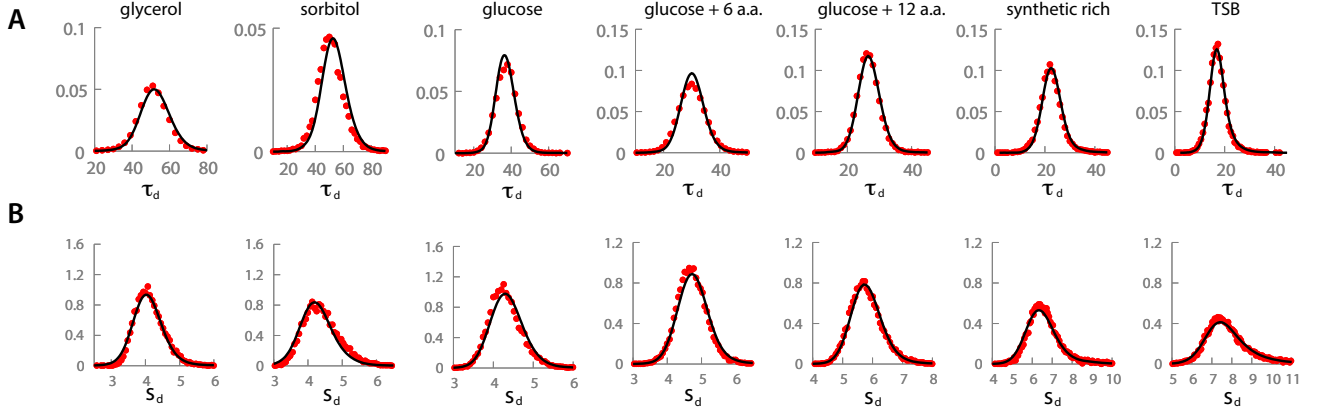 A
glycerol sorbitol glucose glucose + 6 a.a. glucose + 12 a.a. synthetic rich TSB
0.1 0.05 0.1 0.15 0.15 0.15 0.15
0.1 0.1 0.1 0.1
0.05 0.05
0.05 0.05 0.05 0.05
0 0 0 0 0 0 0
20 40 60 80 20 40 60 80 20 40 60 20 40 20 40 0 20 40 0 20 40
τd τd τd τd τd τd τd
B
1.6 1.6 1.6 1.2 1.2 1.2 1.2
1.2 1.2 1.2
0.8 0.8 0.8 0.8 0.8 0.8 0.8
0.4 0.4 0.4 0.4 0.4 0.4 0.4
0 0 0 0 0 0 0
3 4 5 6 3 4 5 6 3 4 5 6 3 4 5 6 4 5 6 7 8 4 5 6 7 8 9 10 5 6 7 8 9 10 11
Sd Sd Sd Sd Sd Sd Sd